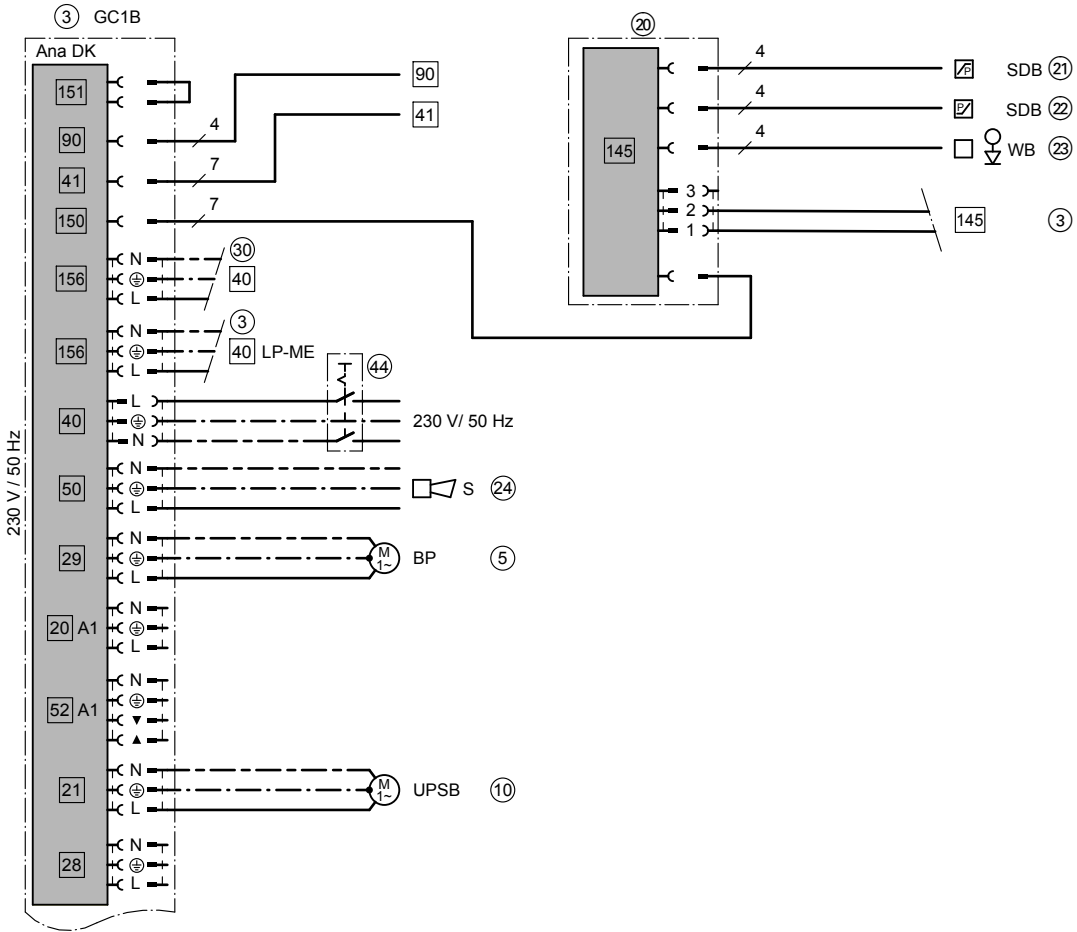 3 GC1B
Ana DK
151
90 4 90
41 7 41
150 7
N 30
156 40
L
N 3
156 40 LP-ME
L
L 44
40 230 V/ 50 Hz
N
N
50 S 24
L
N
29 M 1~ BP 5
L
N
20 A1
L
N
52 A1
N
21 M 1~ UPSB 10
L
N
28
L
230 V / 50 Hz
20
4 P SDB 21
4 P SDB 22
145 4 WB 23
3
2 145 3
1